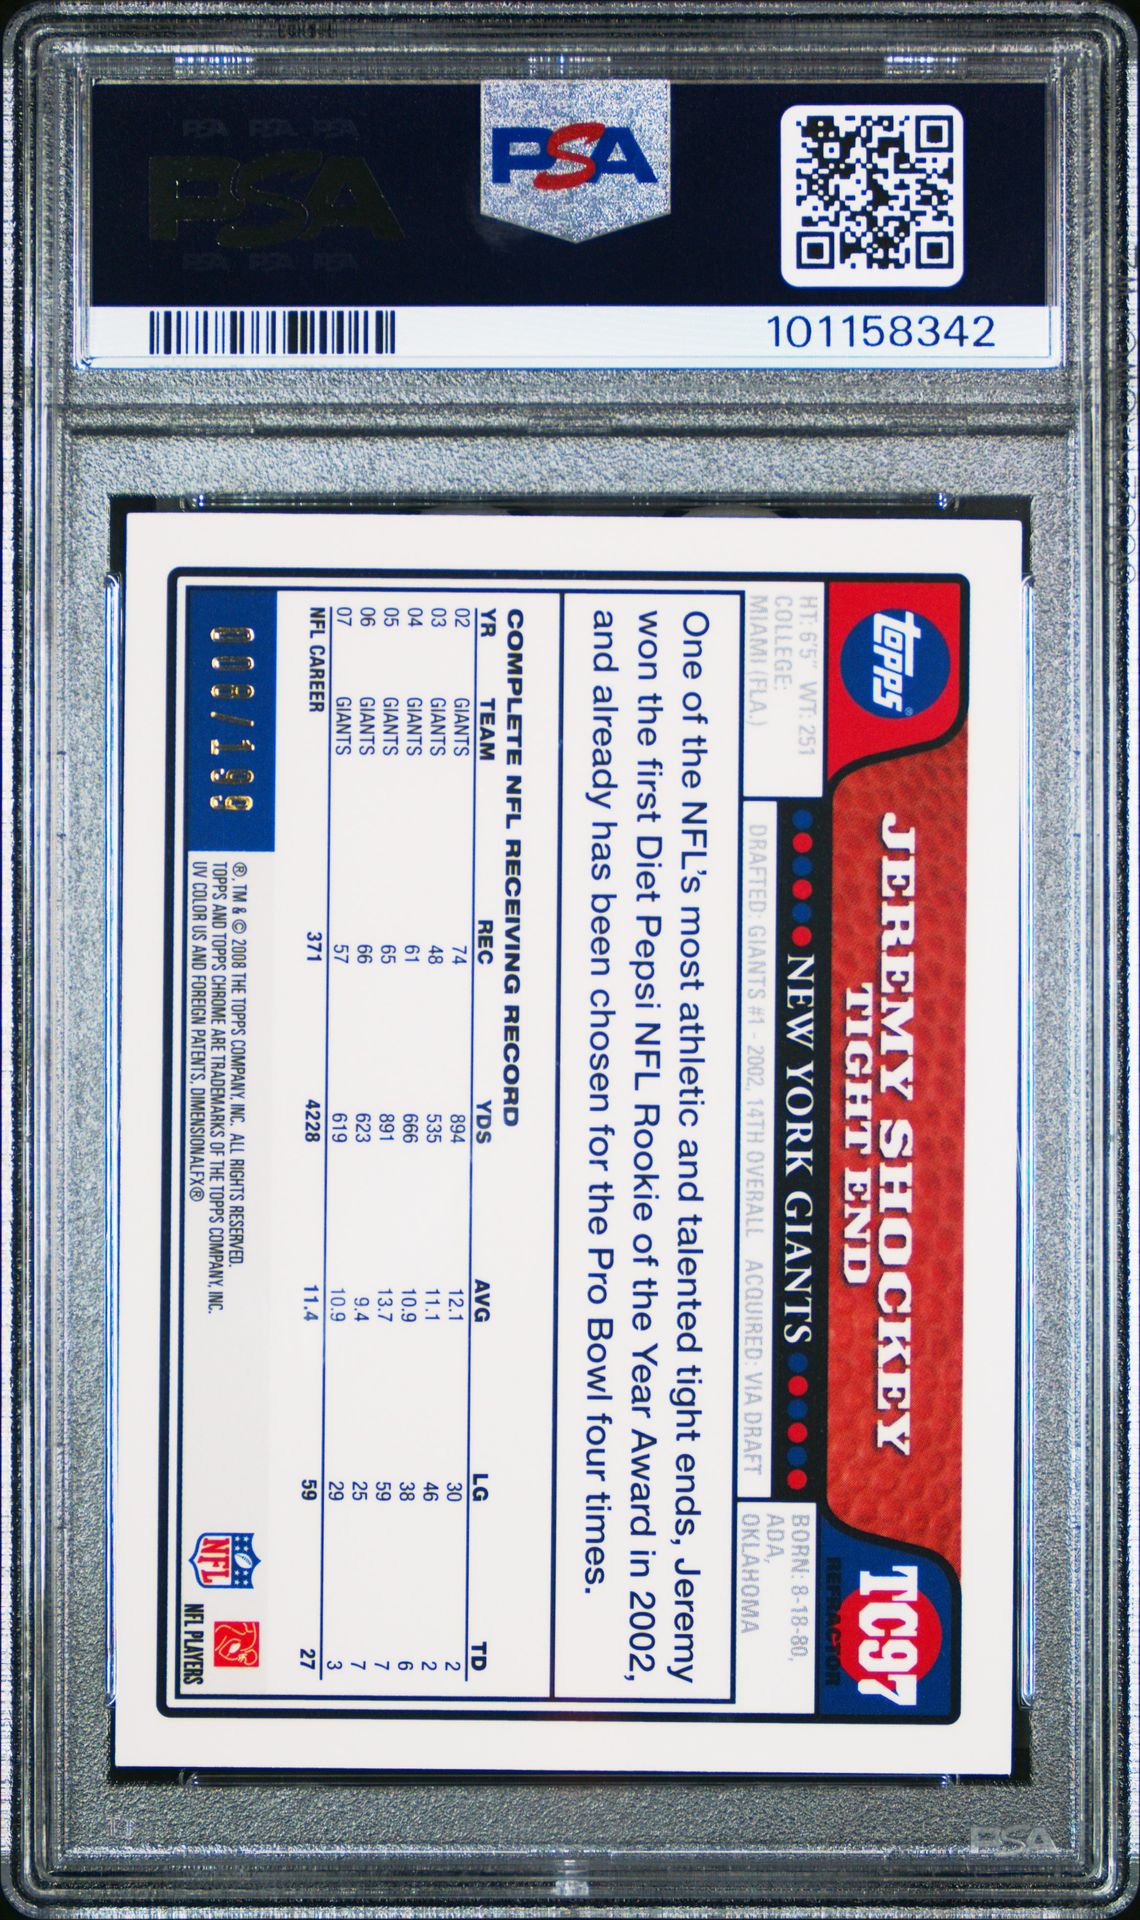 PSA PSA PSA
PSA
PSA PSA PSA
PSA
101158342
topps®
JEREMY SHOCKEY
TIGHT END
TC97
REFRACTOR
HT: 6'5" WT: 251
COLLEGE:
MIAMI (FLA.)
NEW YORK GIANTS
DRAFTED: GIANTS #1 - 2002, 14TH OVERALL ACQUIRED: VIA DRAFT
BORN: 8-18-80,
ADA,
OKLAHOMA
One of the NFL's most athletic and talented tight ends, Jeremy
won the first Diet Pepsi NFL Rookie of the Year Award in 2002,
and already has been chosen for the Pro Bowl four times.
COMPLETE NFL RECEIVING RECORD
YR TEAM REC YDS AVG LG TD
02 GIANTS 74 894 12.1 30 2
03 GIANTS 48 535 11.1 46 2
04 GIANTS 61 666 10.9 38 6
05 GIANTS 65 891 13.7 59 7
06 GIANTS 66 623 9.4 25 7
07 GIANTS 57 619 10.9 29 3
NFL CAREER 371 4228 11.4 59 27
®, TM & © 2008 THE TOPPS COMPANY, INC. ALL RIGHTS RESERVED.
TOPPS AND TOPPS CHROME ARE TRADEMARKS OF THE TOPPS COMPANY, INC.
UV COLOR US AND FOREIGN PATENTS. DIMENSIONALFX®
/199
NFL
NFL PLAYERS
PSA